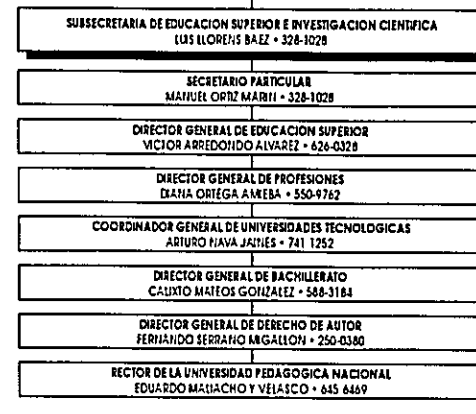 SUBSECRETARIA DE EDUCACION SUPERIOR E INVESTIGACION CIENTIFICA
LUIS LLORENS BAEZ • 328-1028
SECRETARIO PARTICULAR
MANUEL ORTIZ MARIN • 328-1028
DIRECTOR GENERAL DE EDUCACION SUPERIOR
VICTOR ARREDONDO ALVAREZ • 626-0328
DIRECTOR GENERAL DE PROFESIONES
DIANA ORTEGA AMIEBA • 550-9762
COORDINADOR GENERAL DE UNIVERSIDADES TECNOLOGICAS
ARTURO NAVA JAIMES • 741 1252
DIRECTOR GENERAL DE BACHILLERATO
CALIXTO MATEOS GONZALEZ • 588-3184
DIRECTOR GENERAL DE DERECHO DE AUTOR
FERNANDO SERRANO MIGALLON • 250-0380
RECTOR DE LA UNIVERSIDAD PEDAGOGICA NACIONAL
EDUARDO MALIACHO Y VELASCO • 645 6469